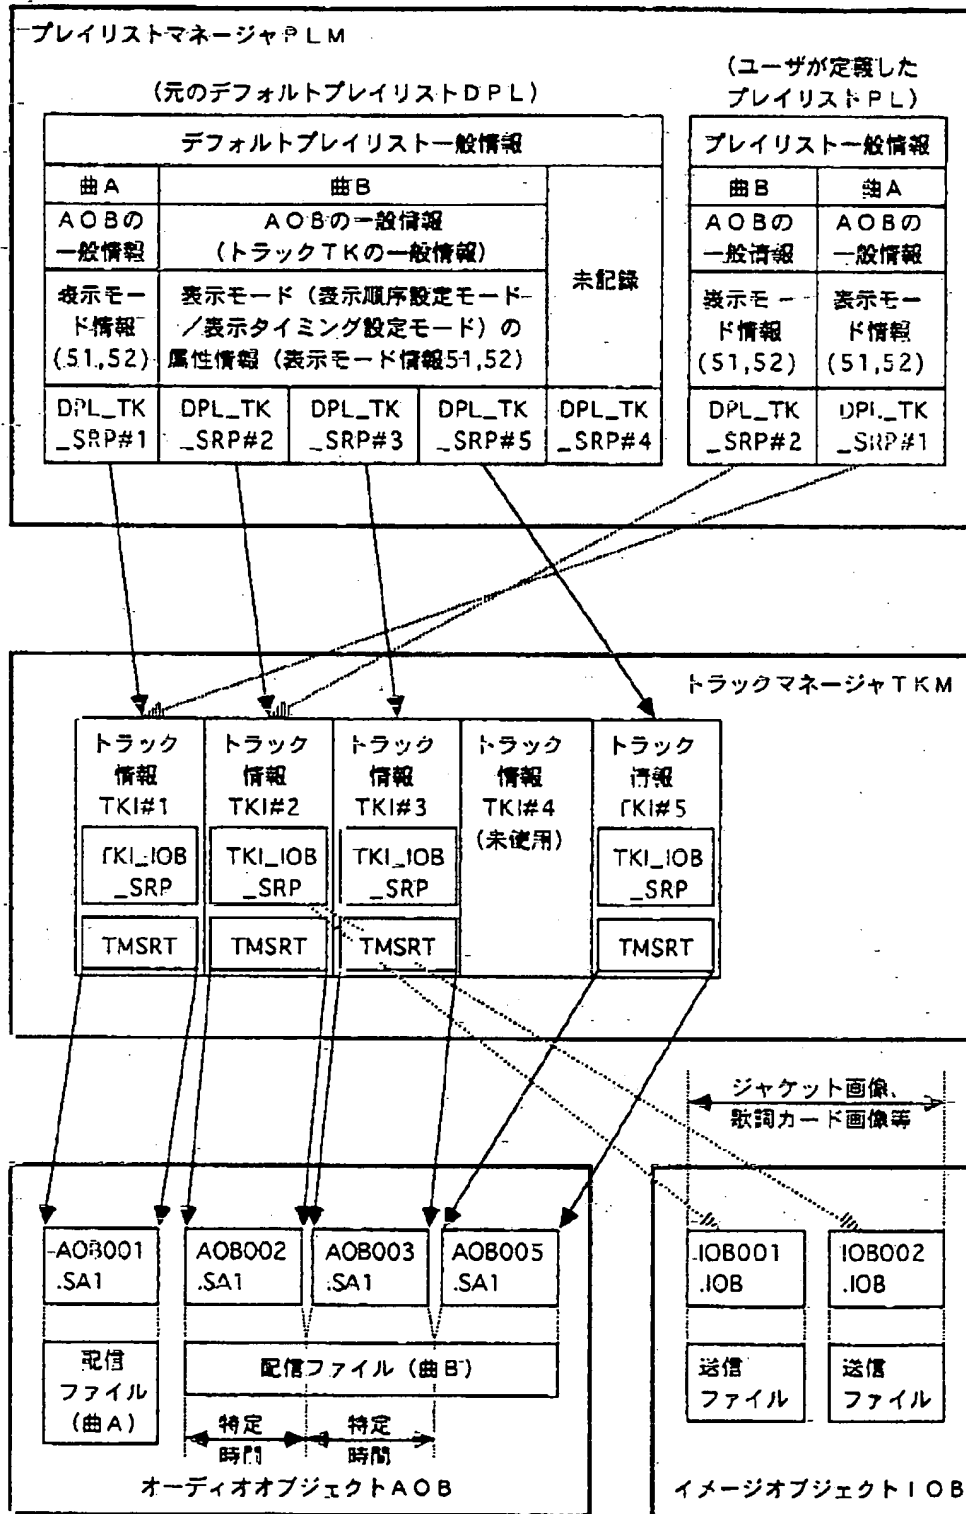 プレイリストマネージャPLM
(元のデフォルトプレイリストDPL)
(ユーザが定義した
プレイリストPL)
デフォルトプレイリスト一般情報
曲A
曲B
AOBの
一般情報
AOBの一般情報
(トラックTKの一般情報)
未記録
表示モー
ド情報
(51,52)
表示モード(表示順序設定モード
/表示タイミング設定モード)の
属性情報(表示モード情報51,52)
DPL_TK
_SRP#1
DPL_TK
_SRP#2
DPL_TK
_SRP#3
DPL_TK
_SRP#5
DPL_TK
_SRP#4
プレイリスト一般情報
曲B
曲A
AOBの
一般情報
AOBの
一般情報
表示モー
ド情報
(51,52)
表示モー
ド情報
(51,52)
DPL_TK
_SRP#2
DPL_TK
_SRP#1
トラックマネージャTKM
トラック
情報
TKI#1
TKI_IOB
_SRP
TMSRT
トラック
情報
TKI#2
TKI_IOB
_SRP
TMSRT
トラック
情報
TKI#3
TKI_IOB
_SRP
TMSRT
トラック
情報
TKI#4
(未使用)
トラック
情報
TKI#5
TKI_IOB
_SRP
TMSRT
ジャケット画像、
歌詞カード画像等
AOB001
.SA1
AOB002
.SA1
AOB003
.SA1
AOB005
.SA1
配信
ファイル
(曲A)
配信ファイル(曲B)
特定
時間
特定
時間
オーディオオブジェクトAOB
IOB001
.IOB
IOB002
.IOB
送信
ファイル
送信
ファイル
イメージオブジェクトIOB